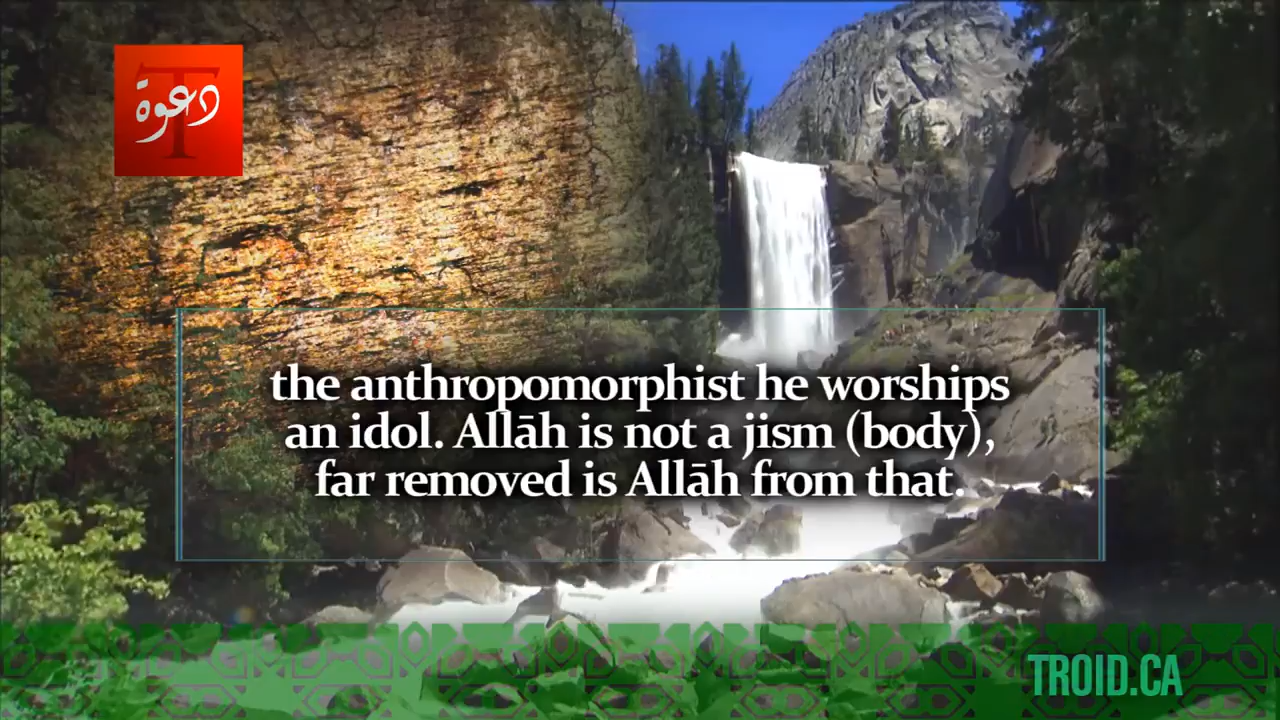 T
دعوة
the anthropomorphist he worships
an idol. Allāh is not a jism (body),
far removed is Allāh from that.
TROID.CA